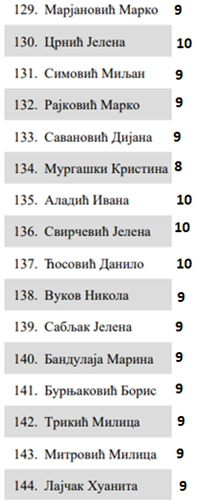 129. Марјановић Марко 9
130. Црнић Јелена 10
131. Симовић Миљан 9
132. Рајковић Марко 9
133. Савановић Дијана 9
134. Мургашки Кристина 8
135. Аладић Ивана 10
136. Свирчевић Јелена 10
137. Ћосовић Данило 10
138. Вуков Никола 9
139. Сабљак Јелена 9
140. Бандулаја Марина 9
141. Бурњаковић Борис 9
142. Трикић Милица 9
143. Митровић Милица 9
144. Лајчак Хуанита 9